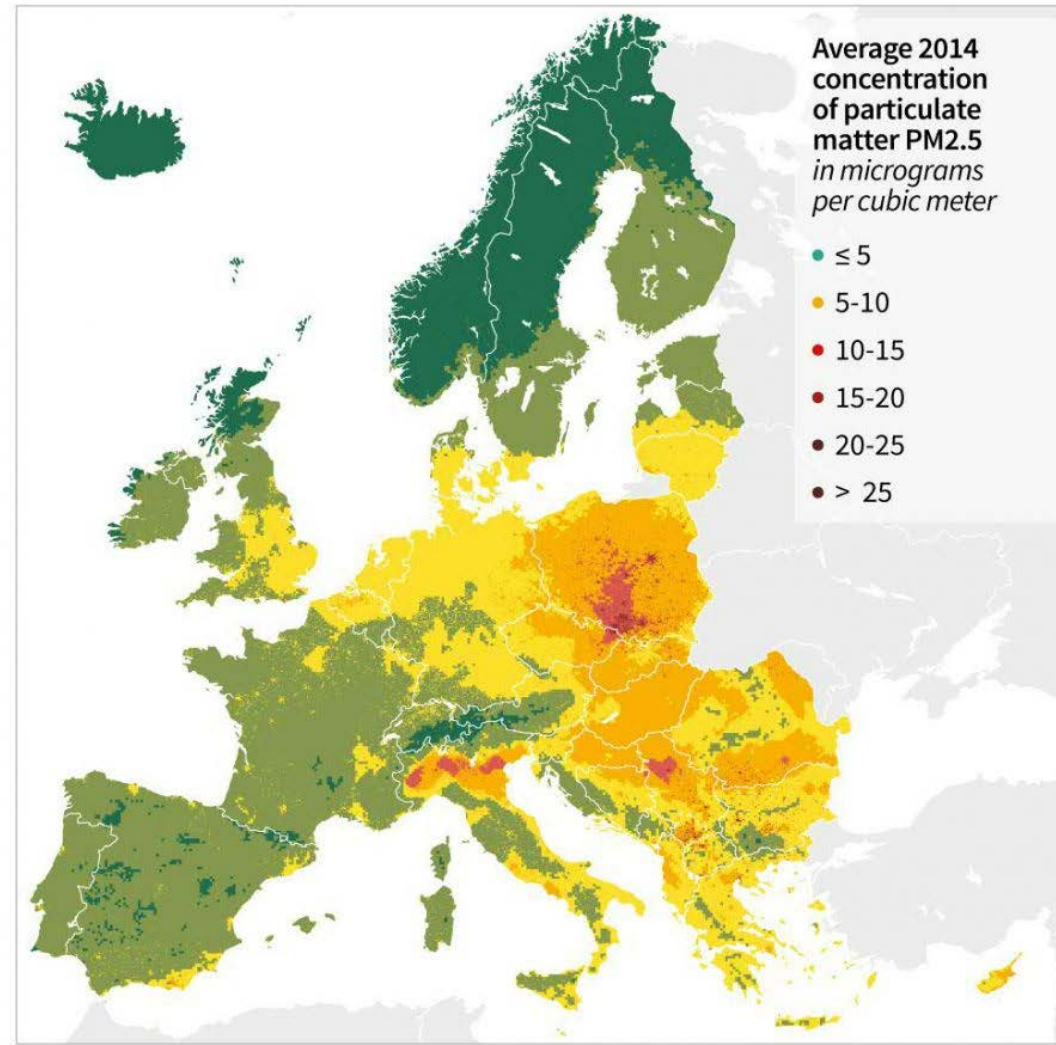 Average 2014
concentration
of particulate
matter PM2.5
in micrograms
per cubic meter
≤ 5
5-10
10-15
15-20
20-25
> 25